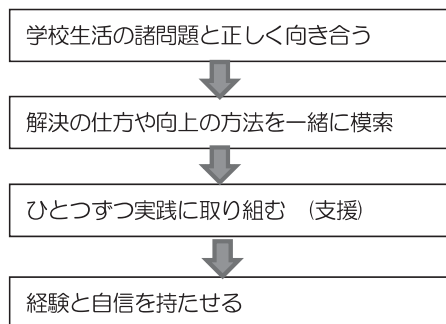 学校生活の諸問題と正しく向き合う
解決の仕方や向上の方法を一緒に模索
ひとつずつ実践に取り組む (支援)
経験と自信を持たせる